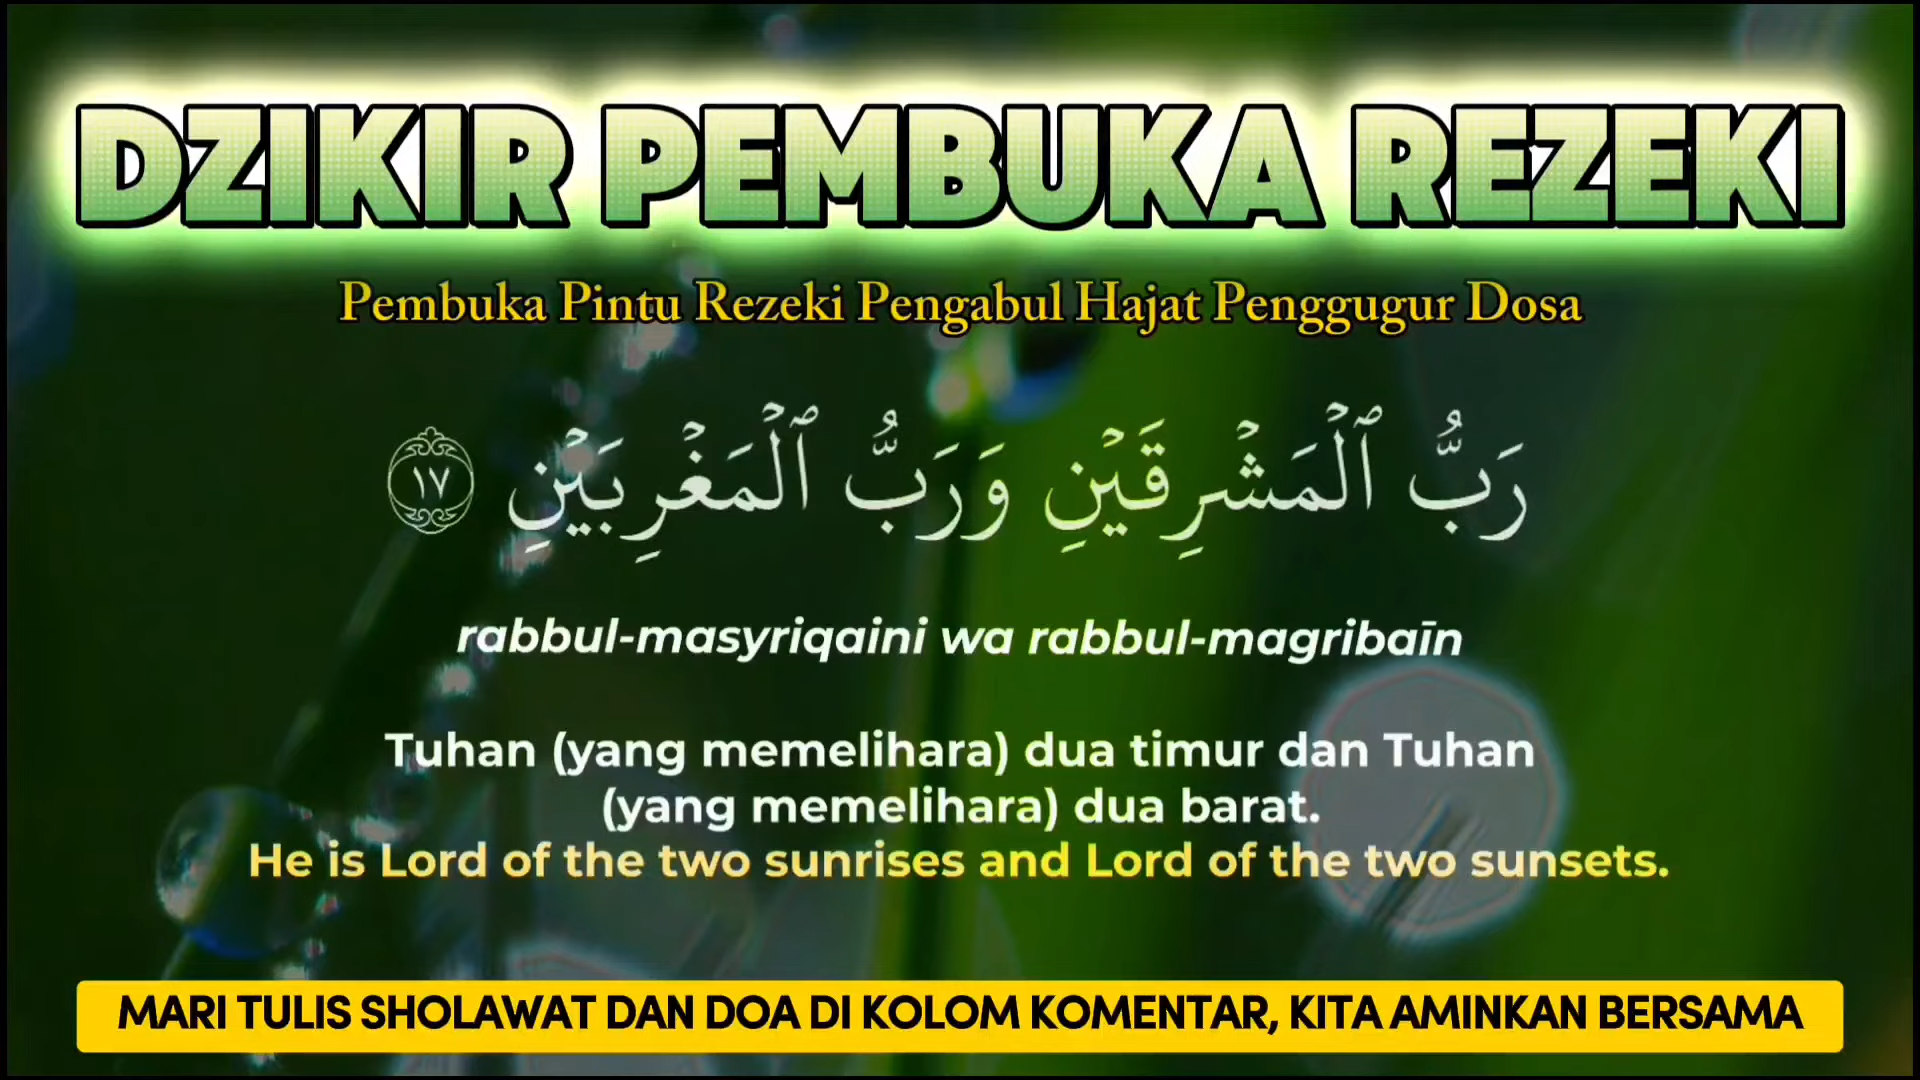 DZIKIR PEMBUKA REZEKI
Pembuka Pintu Rezeki Pengabul Hajat Penggugur Dosa
رَبُّ ٱلْمَشْرِقَيْنِ وَرَبُّ ٱلْمَغْرِبَيْنِ ١٧
rabbul-masyriqaini wa rabbul-magribaīn
Tuhan (yang memelihara) dua timur dan Tuhan
(yang memelihara) dua barat.
He is Lord of the two sunrises and Lord of the two sunsets.
MARI TULIS SHOLAWAT DAN DOA DI KOLOM KOMENTAR, KITA AMINKAN BERSAMA